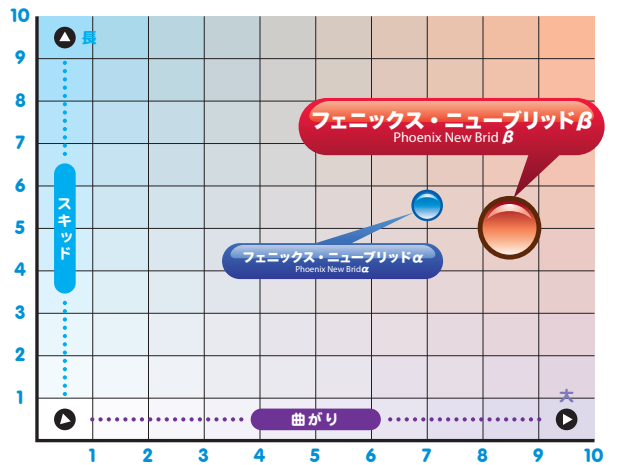 10
長
9
8
フェニックス・ニューブリッドβ
Phoenix New Brid β
7
6
スキッド
5
フェニックス・ニューブリッドα
Phoenix New Bridα
4
3
2
1
大
曲がり
1 2 3 4 5 6 7 8 9 10